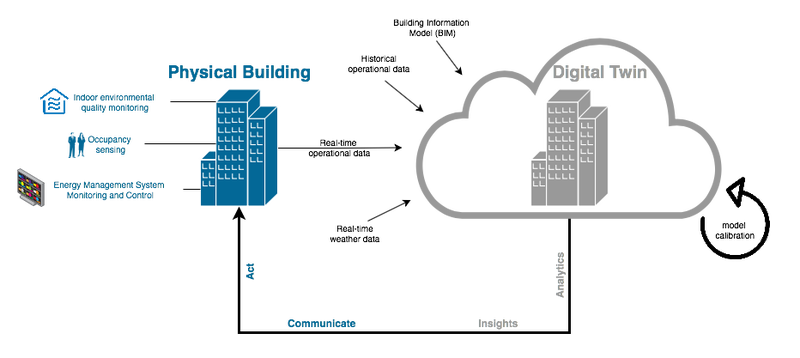 Building Information
Model (BIM)
Historical
operational data
Physical Building
Digital Twin
Indoor environmental
quality monitoring
Occupancy
sensing
Real-time
operational data
Energy Management System
Monitoring and Control
Real-time
weather data
model
calibration
Act
Analytics
Communicate
Insights